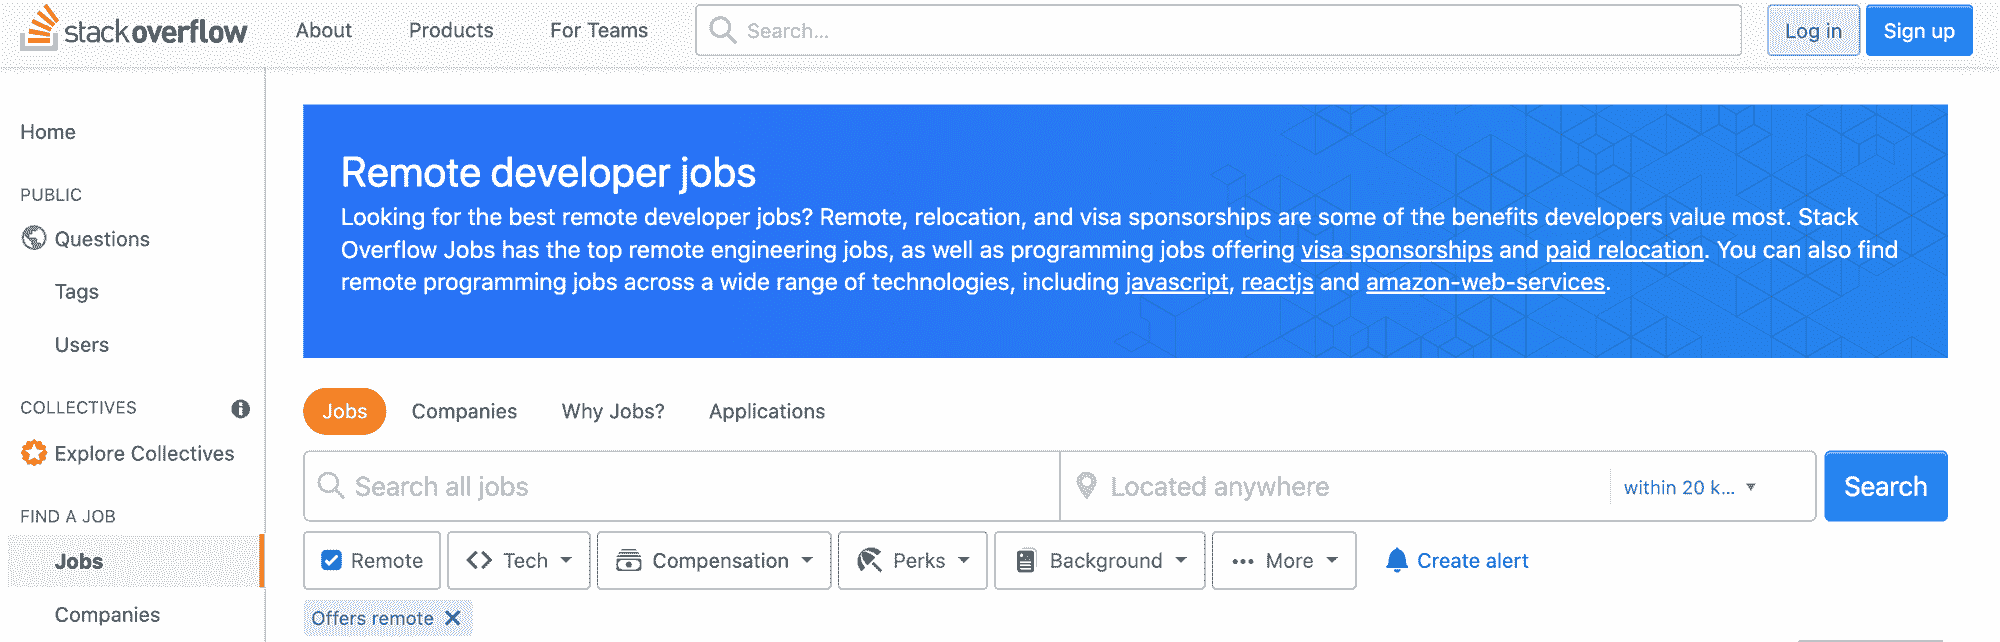 stackoverflow
About
Products
For Teams
Search...
Log in
Sign up
Home
PUBLIC
Questions
Tags
Users
COLLECTIVES
Explore Collectives
FIND A JOB
Jobs
Companies
Remote developer jobs
Looking for the best remote developer jobs? Remote, relocation, and visa sponsorships are some of the benefits developers value most. Stack
Overflow Jobs has the top remote engineering jobs, as well as programming jobs offering visa sponsorships and paid relocation. You can also find
remote programming jobs across a wide range of technologies, including javascript, reactjs and amazon-web-services.
Jobs
Companies
Why Jobs?
Applications
Search all jobs
Located anywhere
within 20 k...
Search
Remote
Tech
Compensation
Perks
Background
More
Create alert
Offers remote